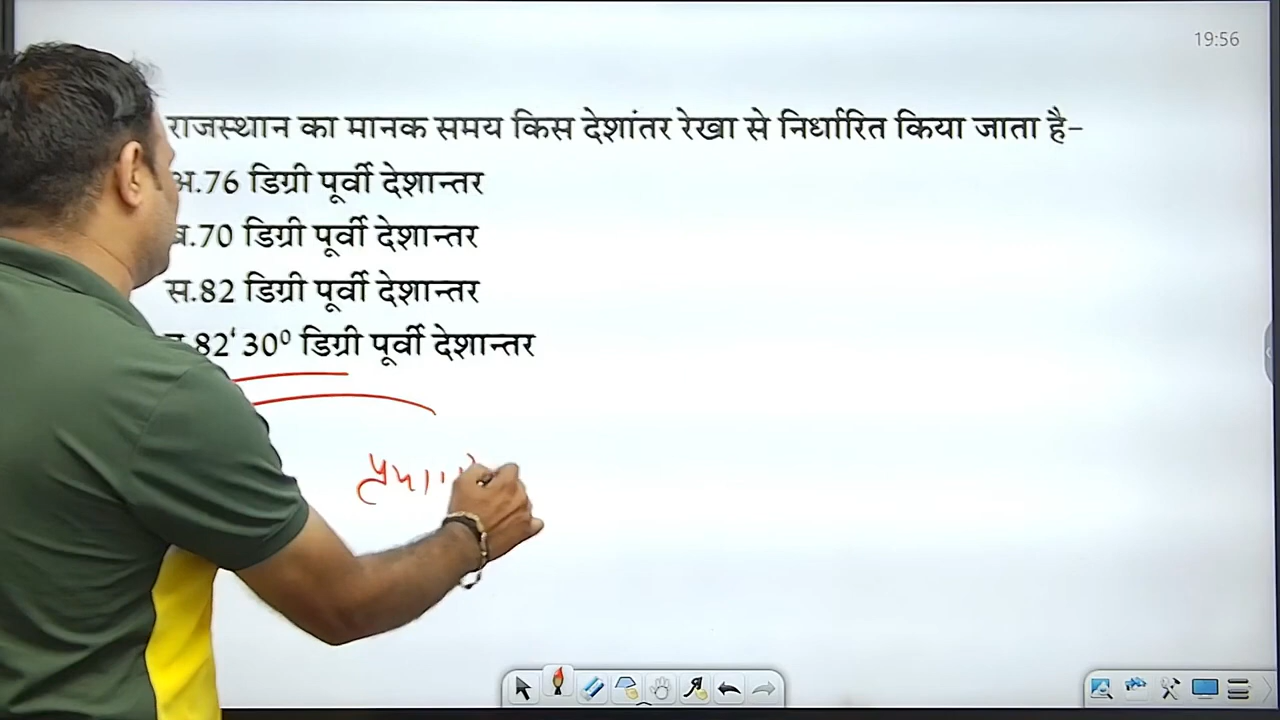 19:56
राजस्थान का मानक समय किस देशांतर रेखा से निर्धारित किया जाता है-
अ.76 डिग्री पूर्वी देशान्तर
ब.70 डिग्री पूर्वी देशान्तर
स.82 डिग्री पूर्वी देशान्तर
82‘30⁰ डिग्री पूर्वी देशान्तर